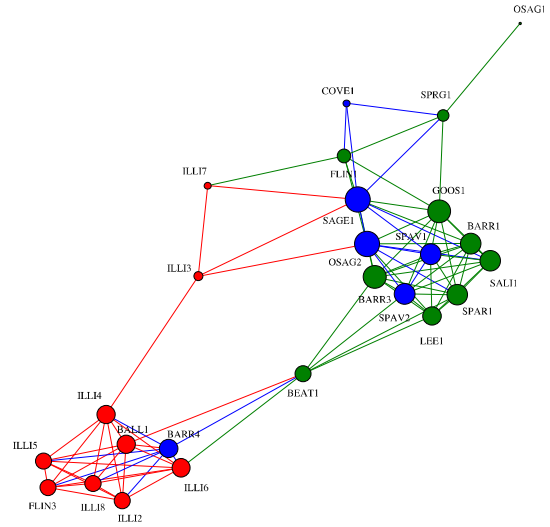 OSAG1
COVE1
SPRG1
FLIN1
ILLI7
GOOS1
SAGE1
BARR1
SPAV1
OSAG2
ILLI3
SALI1
BARR3
SPAR1
SPAV2
LEE1
BEAT1
ILLI4
BALL1
BARR4
ILLI5
ILLI6
FLIN3
ILLI8
ILLI2